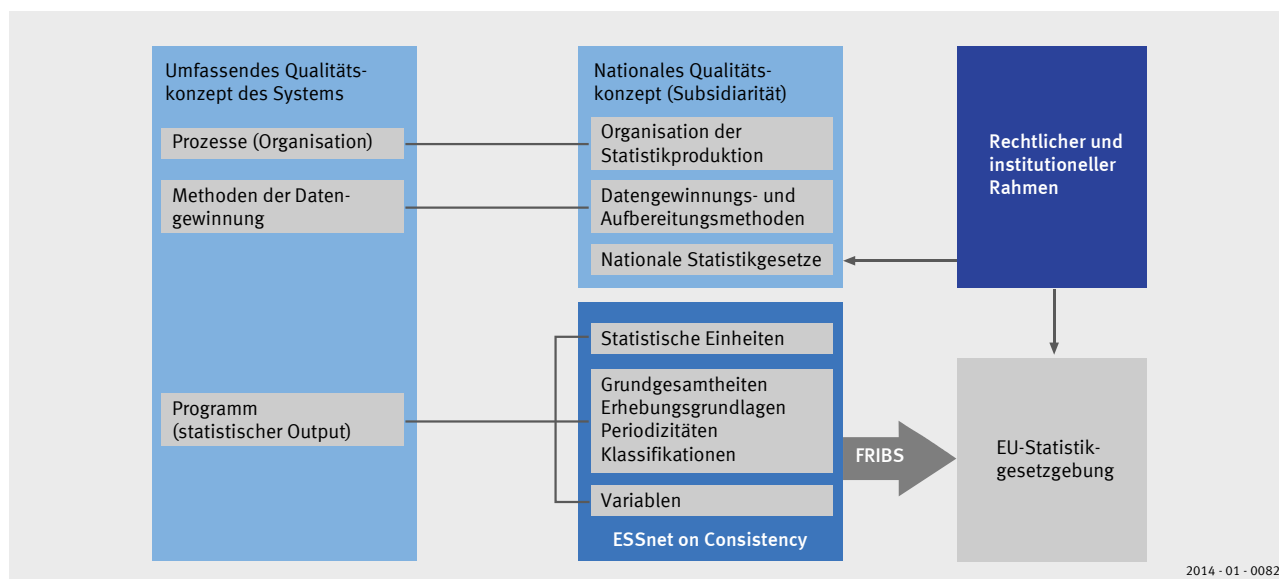 Umfassendes Qualitäts-
konzept des Systems
Prozesse (Organisation)
Methoden der Daten-
gewinnung
Programm
(statistischer Output)
Nationales Qualitäts-
konzept (Subsidiarität)
Organisation der
Statistikproduktion
Datengewinnungs- und
Aufbereitungsmethoden
Nationale Statistikgesetze
Statistische Einheiten
Grundgesamtheiten
Erhebungsgrundlagen
Periodizitäten
Klassifikationen
Variablen
ESSnet on Consistency
FRIBS
Rechtlicher und
institutioneller
Rahmen
EU-Statistik-
gesetzgebung
2014 - 01 - 0082